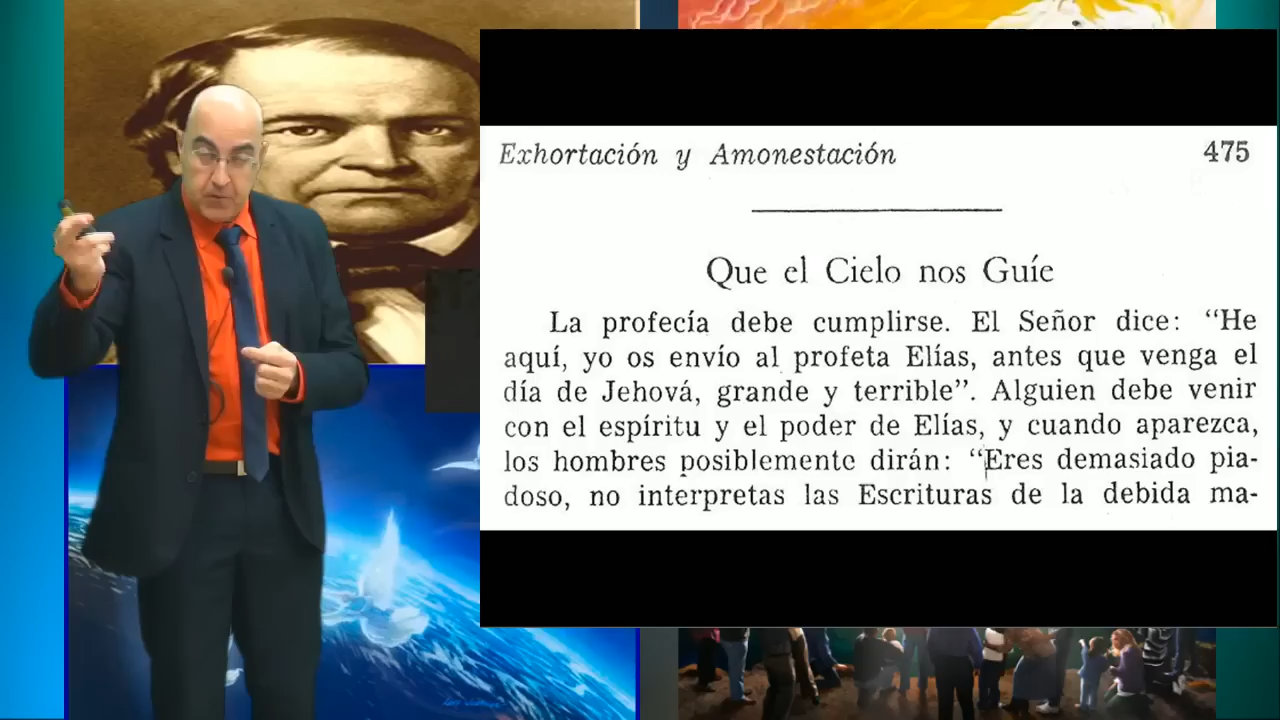 Exhortación y Amonestación 475
Que el Cielo nos Guíe
La profecía debe cumplirse. El Señor dice: “He
aquí, yo os envío al profeta Elías, antes que venga el
día de Jehová, grande y terrible”. Alguien debe venir
con el espíritu y el poder de Elías, y cuando aparezca,
los hombres posiblemente dirán: “Eres demasiado pia-
doso, no interpretas las Escrituras de la debida ma-